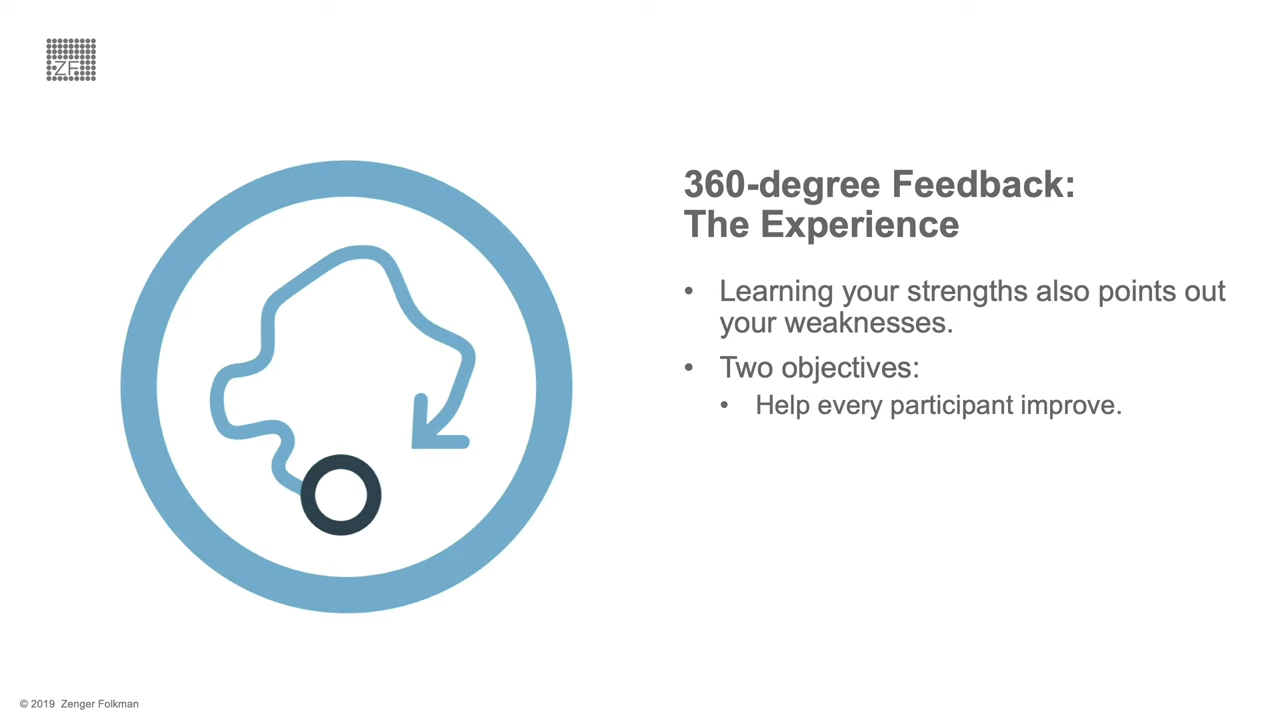 ZF
360-degree Feedback:
The Experience
• Learning your strengths also points out
your weaknesses.
• Two objectives:
• Help every participant improve.
© 2019 Zenger Folkman